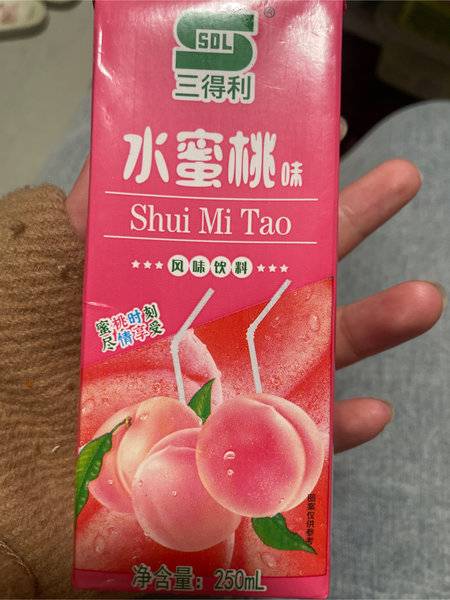 SDL®
三得利
水蜜桃味
Shui Mi Tao
★★★风味饮料★★★
蜜桃时刻
尽情享受
图案仅供参考
净含量：250mL